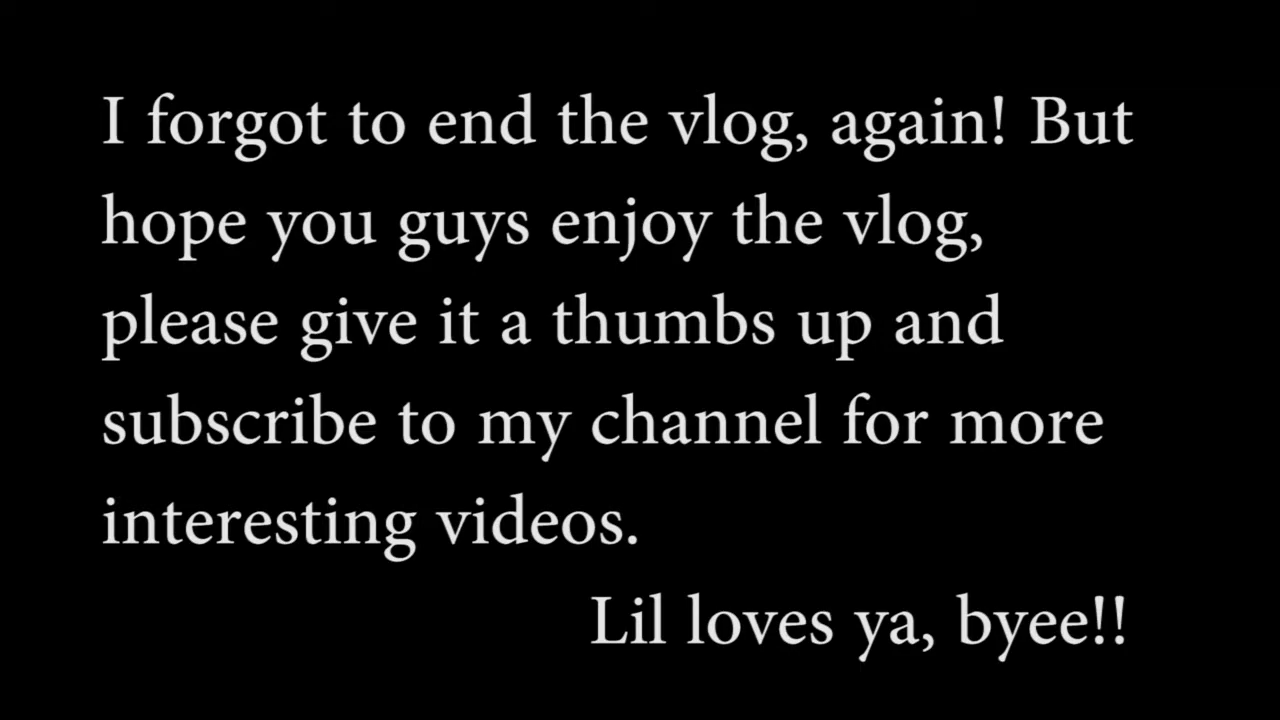 I forgot to end the vlog, again! But
hope you guys enjoy the vlog,
please give it a thumbs up and
subscribe to my channel for more
interesting videos.
Lil loves ya, byee!!